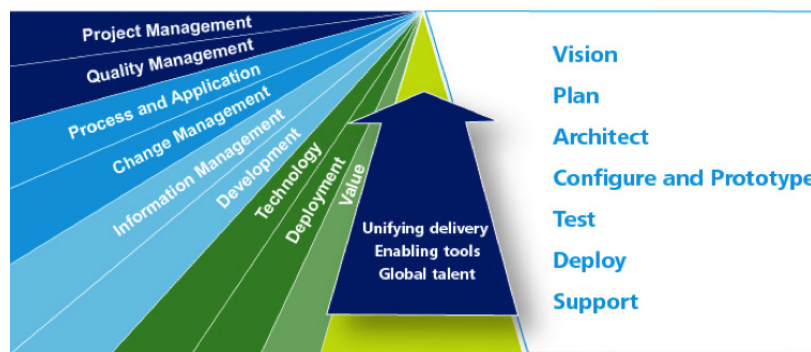 Project Management
Quality Management
Process and Application
Change Management
Information Management
Development
Technology
Deployment
Value
Unifying delivery
Enabling tools
Global talent
Vision
Plan
Architect
Configure and Prototype
Test
Deploy
Support